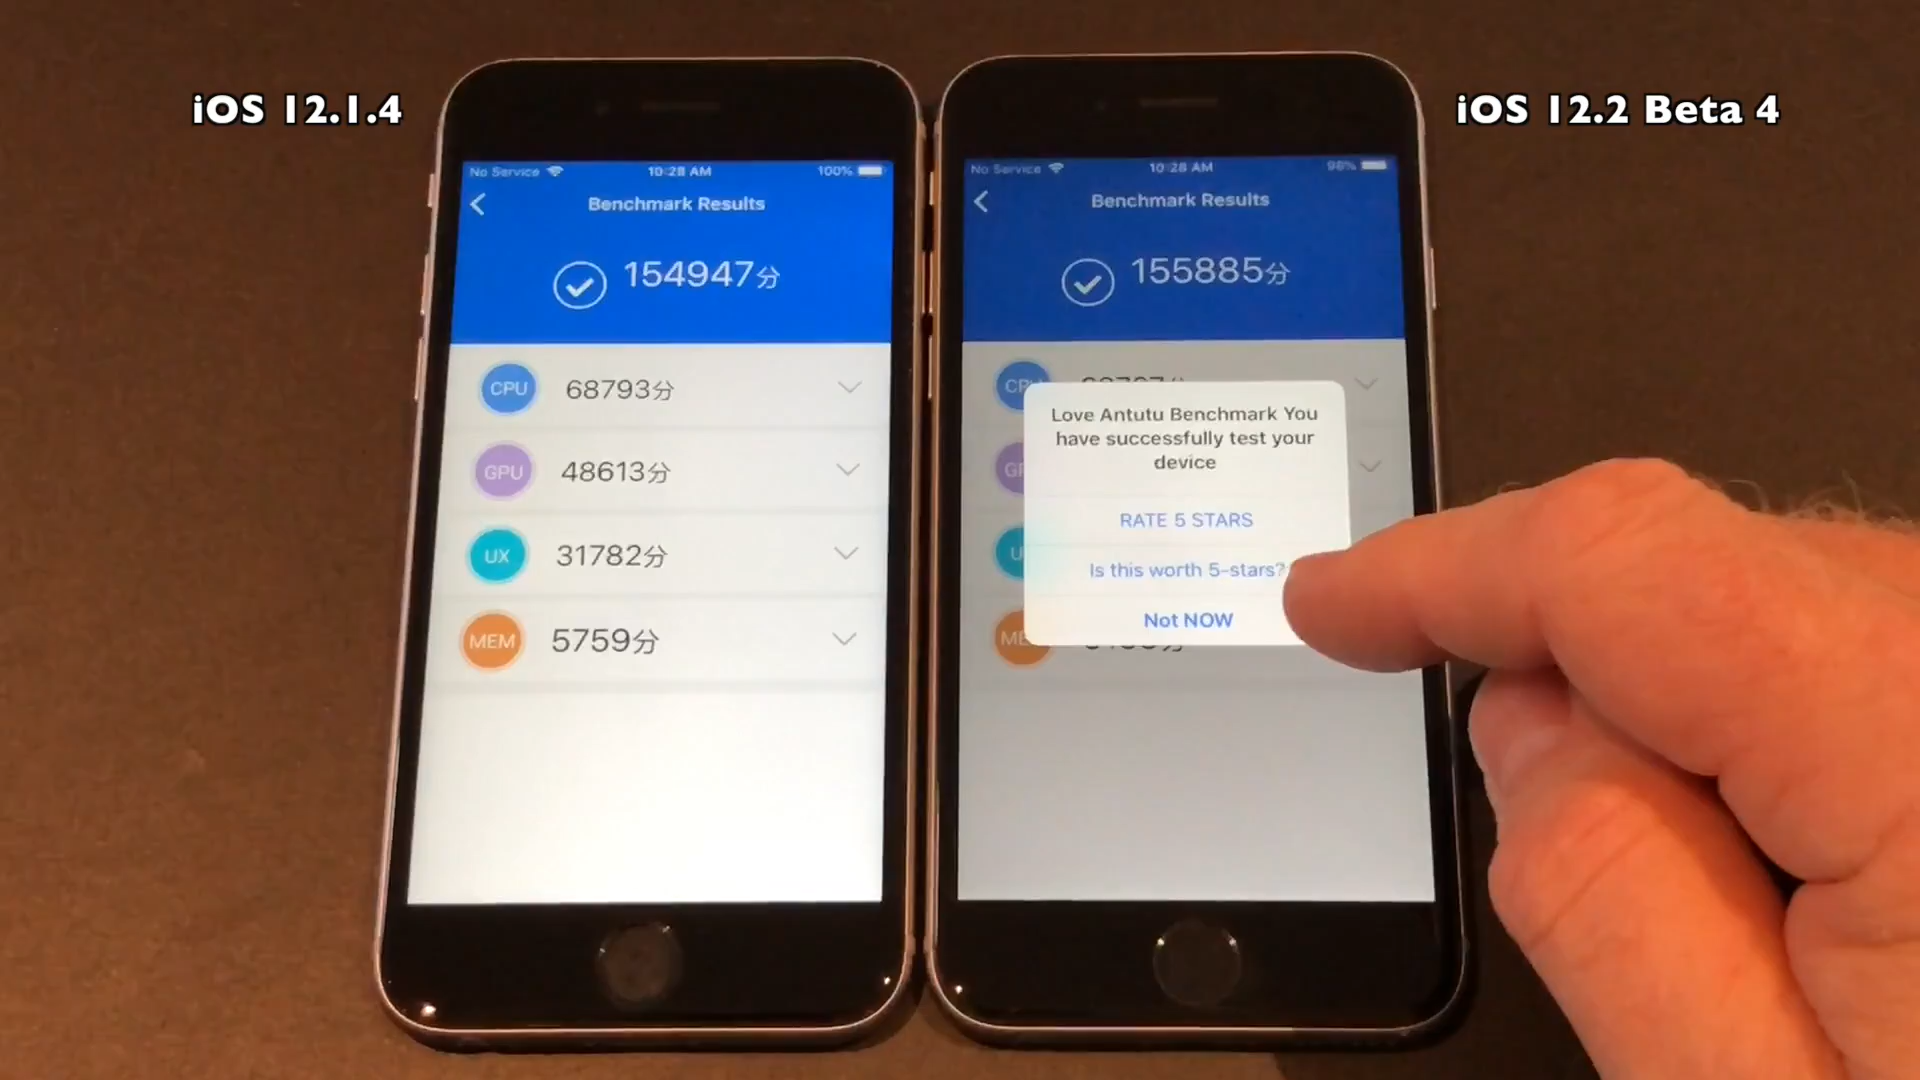 iOS 12.1.4
iOS 12.2 Beta 4
No Service 10:28 AM 100%
Benchmark Results
154947分
CPU 68793分
GPU 48613分
UX 31782分
MEM 5759分
No Service 10:28 AM 98%
Benchmark Results
155885分
Love Antutu Benchmark You
have successfully test your
device
RATE 5 STARS
Is this worth 5-stars?
Not NOW